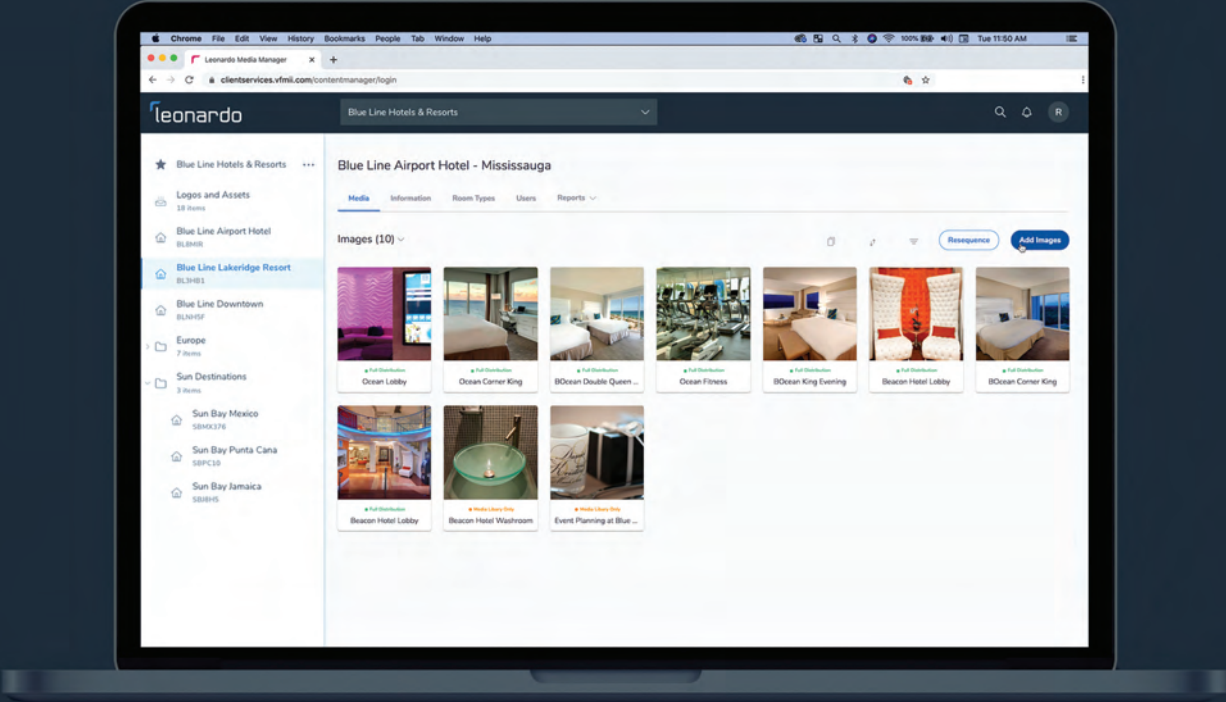 Chrome File Edit View History Bookmarks People Tab Window Help 100% Tue 11:50 AM
Leonardo Media Manager
clientservices.vfmii.com/contentmanager/login
leonardo
Blue Line Hotels & Resorts
R
Blue Line Hotels & Resorts
Logos and Assets
18 items
Blue Line Airport Hotel
BLBMIR
Blue Line Lakeridge Resort
BL3HB1
Blue Line Downtown
BLNHSF
Europe
7 items
Sun Destinations
3 items
Sun Bay Mexico
SBMX376
Sun Bay Punta Cana
SBPC10
Sun Bay Jamaica
SBJ8H5
Blue Line Airport Hotel - Mississauga
Media Information Room Types Users Reports
Images (10)
Resequence
Add Images
Full Distribution
Ocean Lobby
Full Distribution
Ocean Corner King
Full Distribution
BOcean Double Queen ...
Full Distribution
Ocean Fitness
Full Distribution
BOcean King Evening
Full Distribution
Beacon Hotel Lobby
Full Distribution
BOcean Corner King
Full Distribution
Beacon Hotel Lobby
Media Libary Only
Beacon Hotel Washroom
Media Libary Only
Event Planning at Blue ...